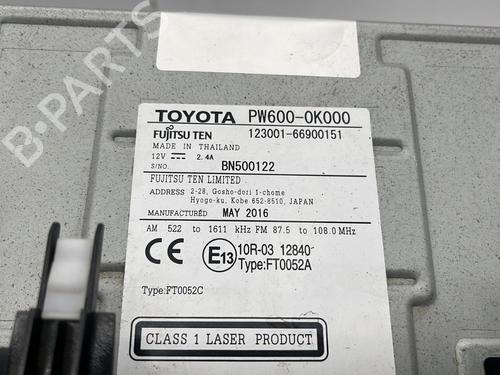 TOYOTA PW600-0K000
FUJITSU TEN 123001-66900151
MADE IN THAILAND
12V 2.4A
S/NO. BN500122
FUJITSU TEN LIMITED
ADDRESS 2-28, Gosho-dori 1-chome
Hyogo-ku, Kobe 652-8510, JAPAN
MANUFACTURED MAY 2016
AM 522 to 1611 kHz FM 87.5 to 108.0 MHz
CE E13 10R-03 12840
Type:FT0052A
Type:FT0052C
CLASS 1 LASER PRODUCT